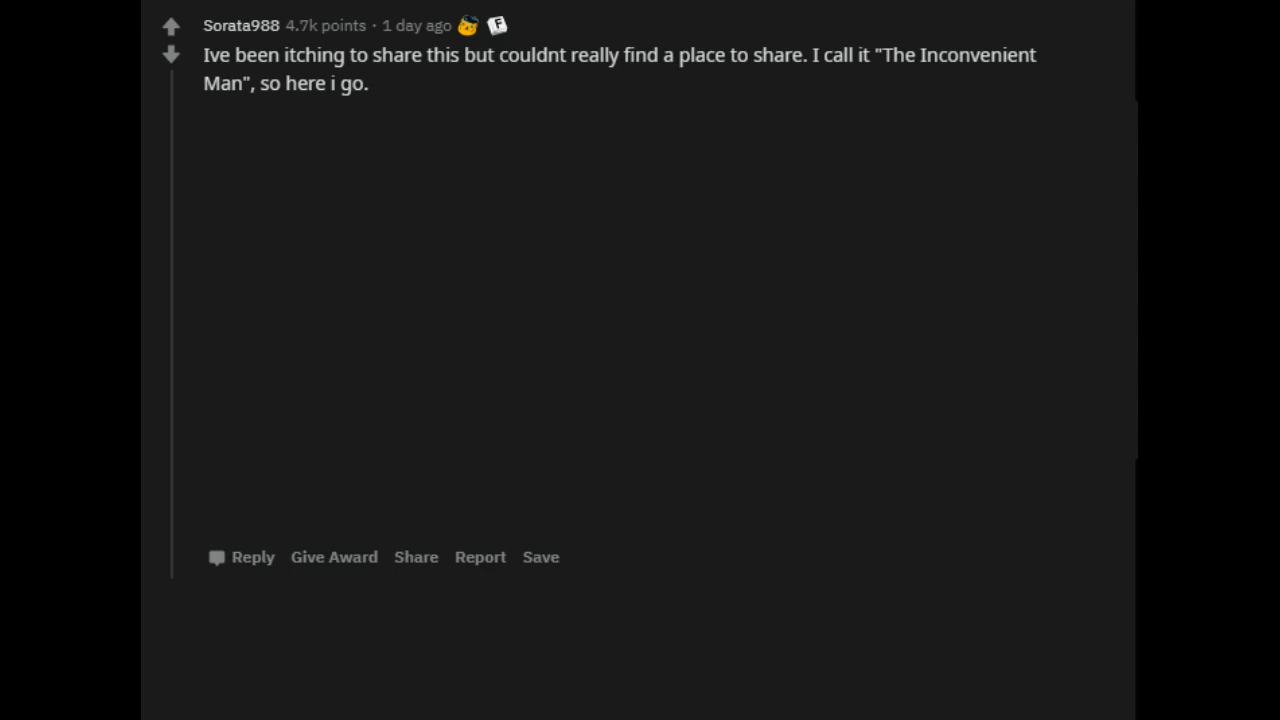 Sorata988 4.7k points · 1 day ago F
Ive been itching to share this but couldnt really find a place to share. I call it "The Inconvenient
Man", so here i go.
Reply Give Award Share Report Save